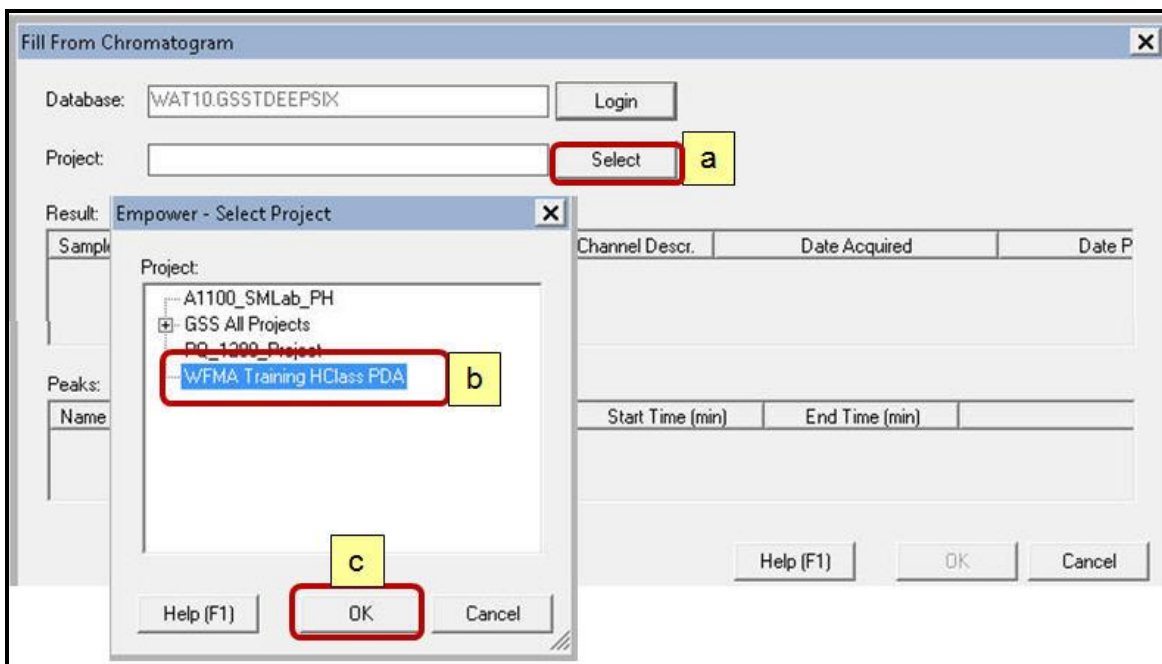 Fill From Chromatogram
Database: WAT10.GSSTDEEPSIX Login
Project: Select a
Result: Empower - Select Project
Sample Channel Descr. Date Acquired Date P
Project:
A1100_SMLab_PH
GSS All Projects
PQ_1290_Project
WFMA Training HClass PDA b
Peaks:
Name Start Time (min) End Time (min)
c
Help (F1) OK Cancel
Help (F1) OK Cancel